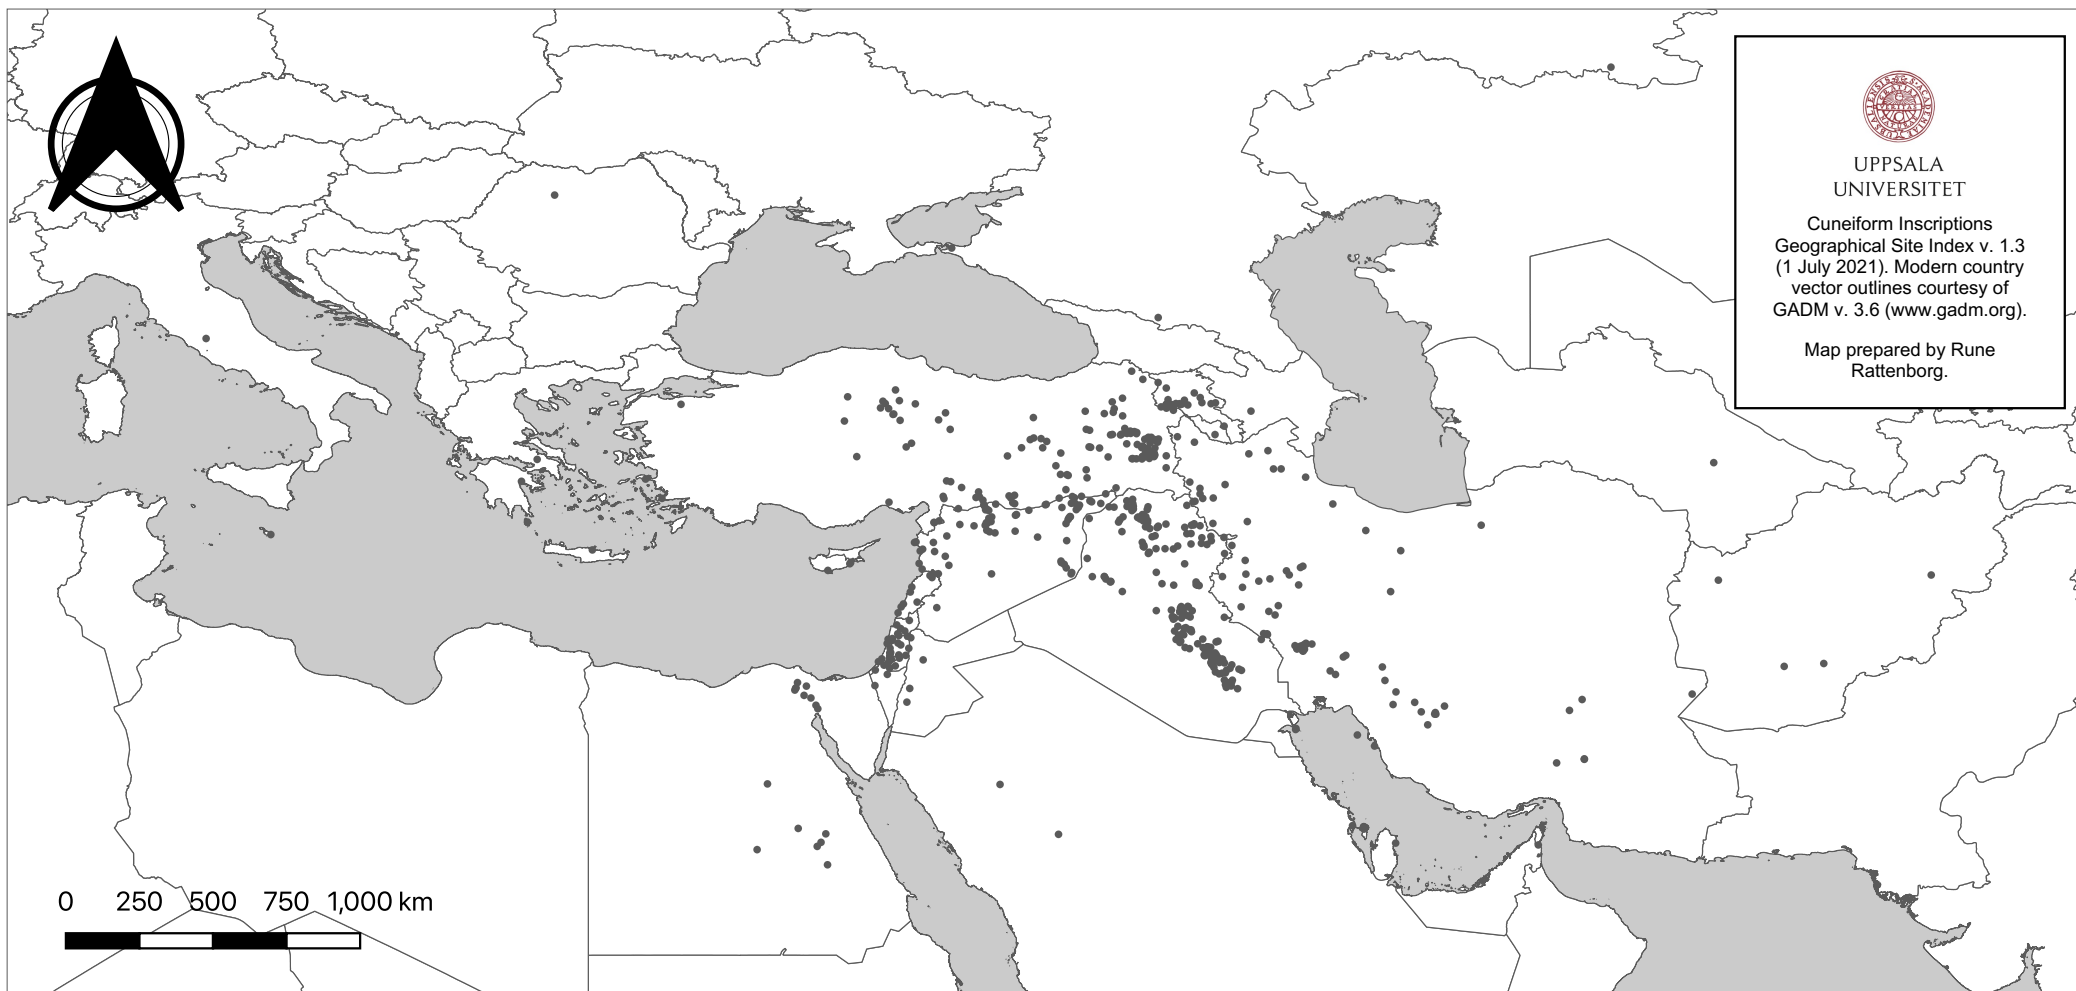 UPPSALA
UNIVERSITET
Cuneiform Inscriptions
Geographical Site Index v. 1.3
(1 July 2021). Modern country
vector outlines courtesy of
GADM v. 3.6 (www.gadm.org).
Map prepared by Rune
Rattenborg.
0 250 500 750 1,000 km